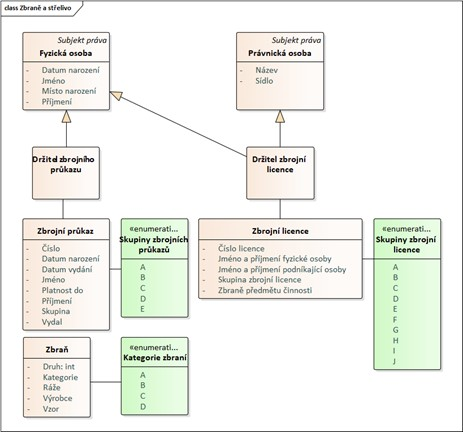 class Zbraně a střelivo
Subjekt práva
Fyzická osoba
- Datum narození
- Jméno
- Místo narození
- Příjmení
Subjekt práva
Právnická osoba
- Název
- Sídlo
Držitel zbrojního
průkazu
Držitel zbrojní
licence
Zbrojní průkaz
- Číslo
- Datum narození
- Datum vydání
- Jméno
- Platnost do
- Příjmení
- Skupina
- Vydal
«enumerati...
Skupiny zbrojních
průkazů
A
B
C
D
E
Zbrojní licence
- Číslo licence
- Jméno a příjmení fyzické osoby
- Jméno a příjmení podníkající osoby
- Skupina zbrojní licence
- Zbraně předmětu činnosti
«enumerati...
Skupiny zbrojní
licence
A
B
C
D
E
F
G
H
I
J
Zbraň
- Druh: int
- Kategorie
- Ráže
- Výrobce
- Vzor
«enumerati...
Kategorie zbraní
A
B
C
D